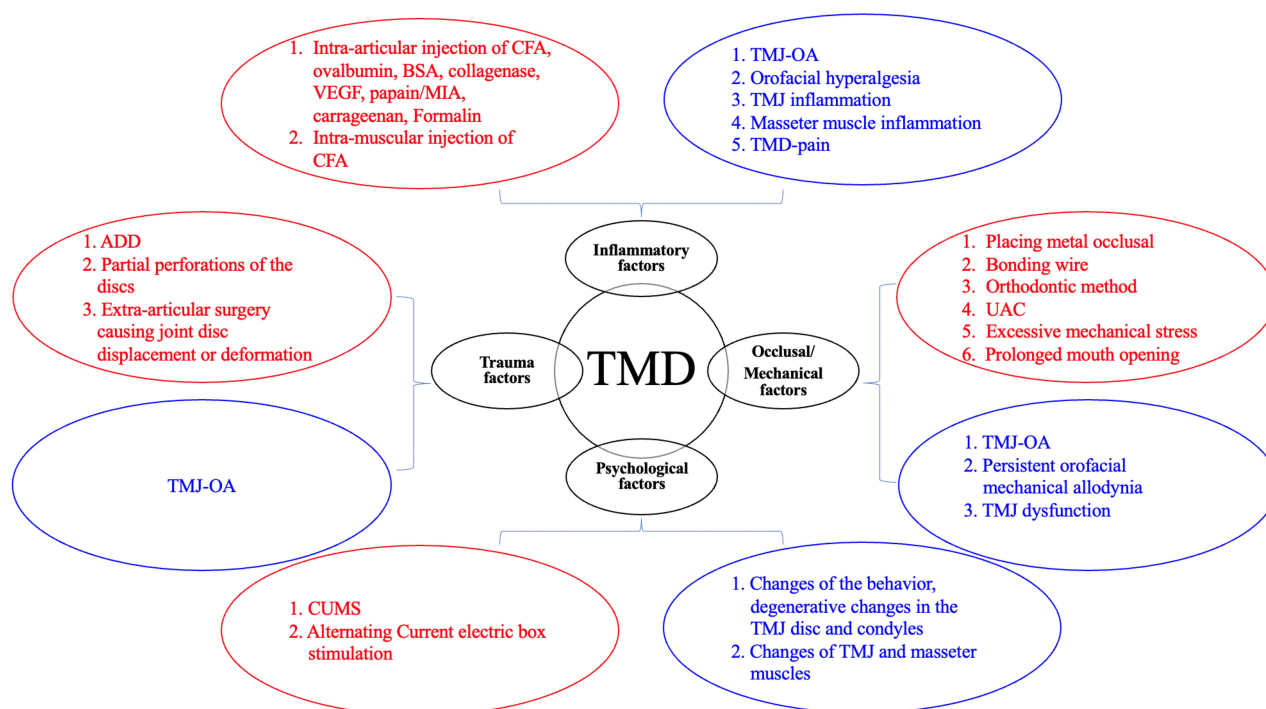 1. Intra-articular injection of CFA,
ovalbumin, BSA, collagenase,
VEGF, papain/MIA,
carrageenan, Formalin
2. Intra-muscular injection of
CFA
1. TMJ-OA
2. Orofacial hyperalgesia
3. TMJ inflammation
4. Masseter muscle inflammation
5. TMD-pain
Inflammatory
factors
1. ADD
2. Partial perforations of the
discs
3. Extra-articular surgery
causing joint disc
displacement or deformation
1. Placing metal occlusal
2. Bonding wire
3. Orthodontic method
4. UAC
5. Excessive mechanical stress
6. Prolonged mouth opening
Trauma
factors
TMD
Occlusal/
Mechanical
factors
TMJ-OA
Psychological
factors
1. TMJ-OA
2. Persistent orofacial
mechanical allodynia
3. TMJ dysfunction
1. CUMS
2. Alternating Current electric box
stimulation
1. Changes of the behavior,
degenerative changes in the
TMJ disc and condyles
2. Changes of TMJ and masseter
muscles